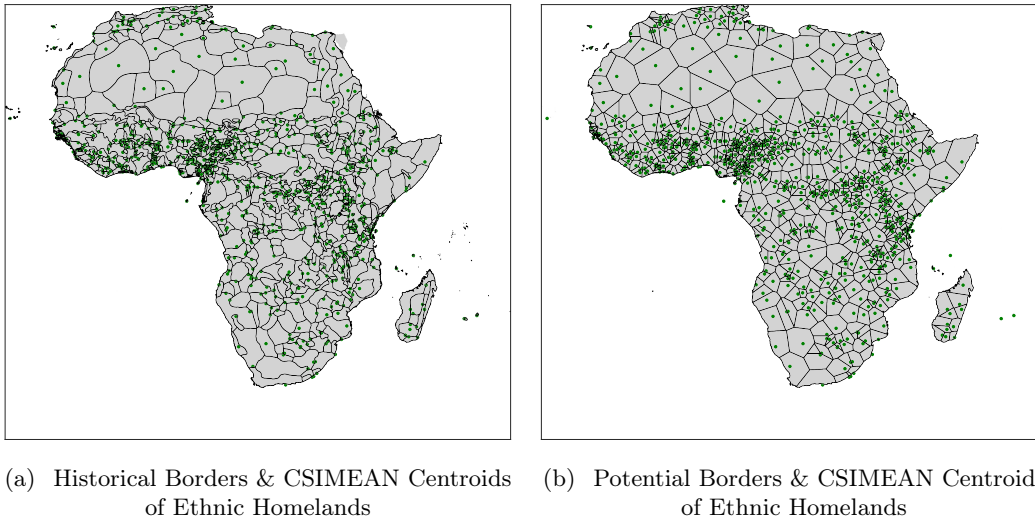 (a) Historical Borders & CSIMEAN Centroids
of Ethnic Homelands
(b) Potential Borders & CSIMEAN Centroid
of Ethnic Homelands